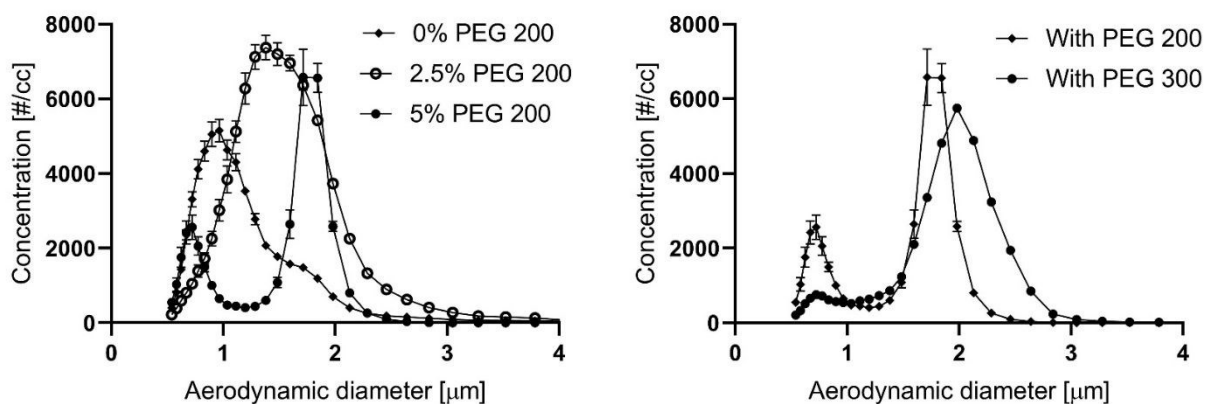 8000
6000
4000
2000
0
Concentration [#/cc]
0% PEG 200
2.5% PEG 200
5% PEG 200
0 1 2 3 4
Aerodynamic diameter [μm]
8000
6000
4000
2000
0
Concentration [#/cc]
With PEG 200
With PEG 300
0 1 2 3 4
Aerodynamic diameter [μm]